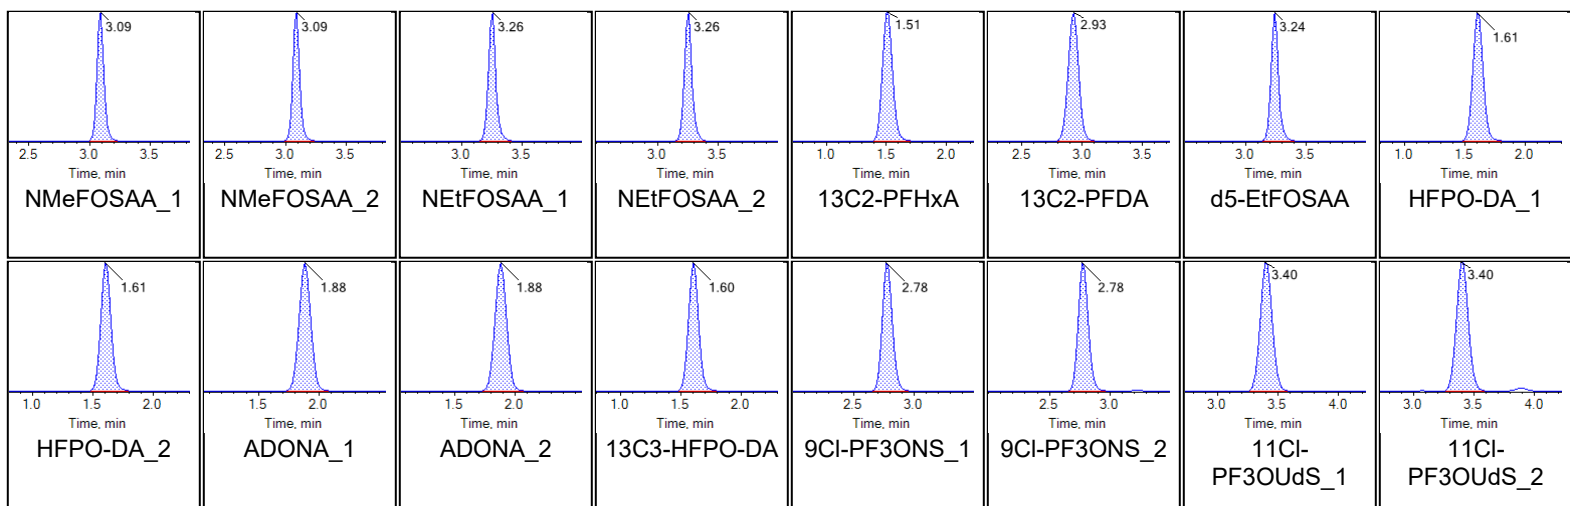 3.09
2.5 3.0 3.5
Time, min
NMeFOSAA_1
3.09
2.5 3.0 3.5
Time, min
NMeFOSAA_2
3.26
3.0 3.5
Time, min
NEtFOSAA_1
3.26
3.0 3.5
Time, min
NEtFOSAA_2
1.51
1.0 1.5 2.0
Time, min
13C2-PFHxA
2.93
2.5 3.0 3.5
Time, min
13C2-PFDA
3.24
3.0 3.5
Time, min
d5-EtFOSAA
1.61
1.0 1.5 2.0
Time, min
HFPO-DA_1
1.61
1.0 1.5 2.0
Time, min
HFPO-DA_2
1.88
1.5 2.0
Time, min
ADONA_1
1.88
1.5 2.0
Time, min
ADONA_2
1.60
1.0 1.5 2.0
Time, min
13C3-HFPO-DA
2.78
2.5 3.0
Time, min
9Cl-PF3ONS_1
2.78
2.5 3.0
Time, min
9Cl-PF3ONS_2
3.40
3.0 3.5 4.0
Time, min
11Cl-
PF3OUdS_1
3.40
3.0 3.5 4.0
Time, min
11Cl-
PF3OUdS_2